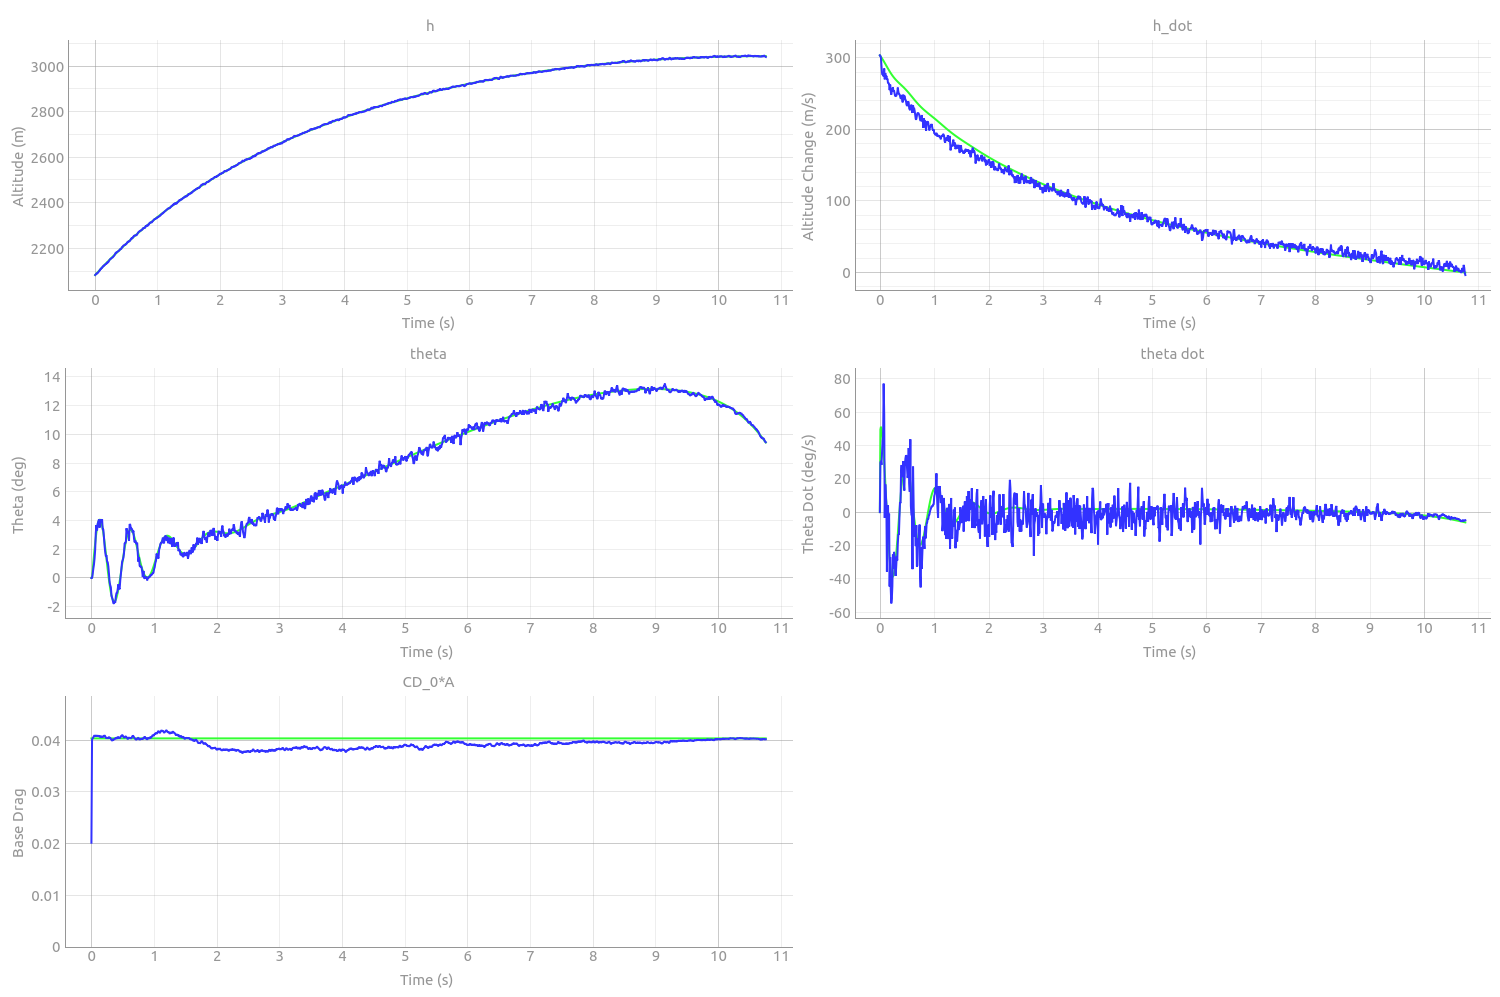 h
Altitude (m)
3000
2800
2600
2400
2200
0 1 2 3 4 5 6 7 8 9 10 11
Time (s)
h_dot
Altitude Change (m/s)
300
200
100
0
0 1 2 3 4 5 6 7 8 9 10 11
Time (s)
theta
Theta (deg)
14
12
10
8
6
4
2
0
-2
0 1 2 3 4 5 6 7 8 9 10 11
Time (s)
theta dot
Theta Dot (deg/s)
80
60
40
20
0
-20
-40
-60
0 1 2 3 4 5 6 7 8 9 10 11
Time (s)
CD_0*A
Base Drag
0.04
0.03
0.02
0.01
0
0 1 2 3 4 5 6 7 8 9 10 11
Time (s)